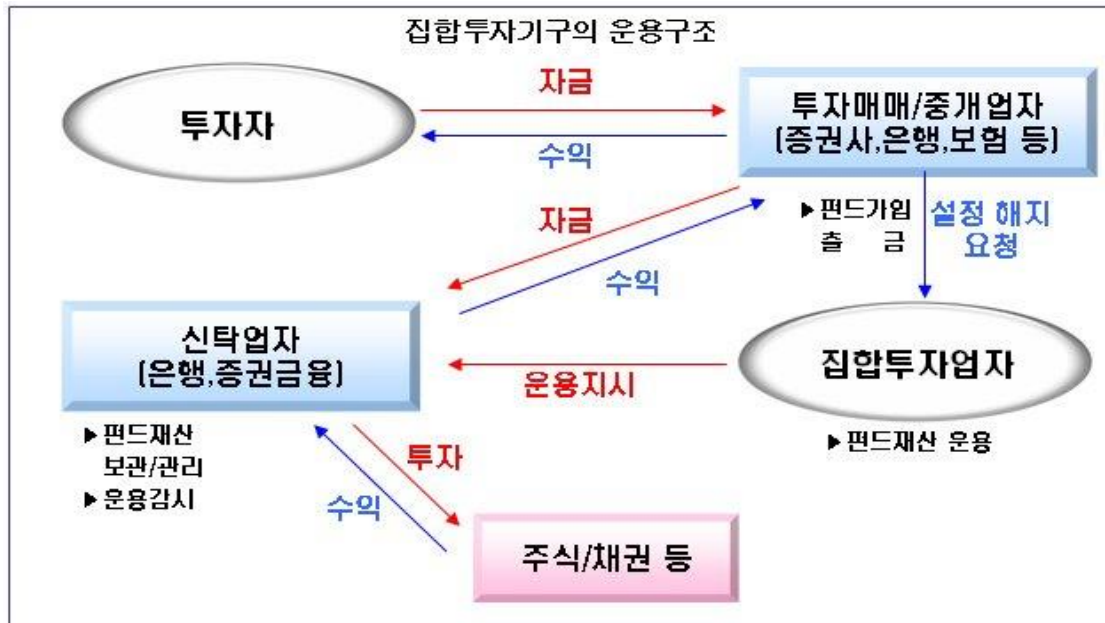 집합투자기구의 운용구조
투자자
자금
수익
투자매매/중개업자
(증권사,은행,보험 등)
▶펀드가입
출 금
설정 해지
요청
자금
수익
신탁업자
(은행,증권금융)
▶펀드재산
보관/관리
▶운용감시
운용지시
집합투자업자
▶펀드재산 운용
투자
수익
주식/채권 등